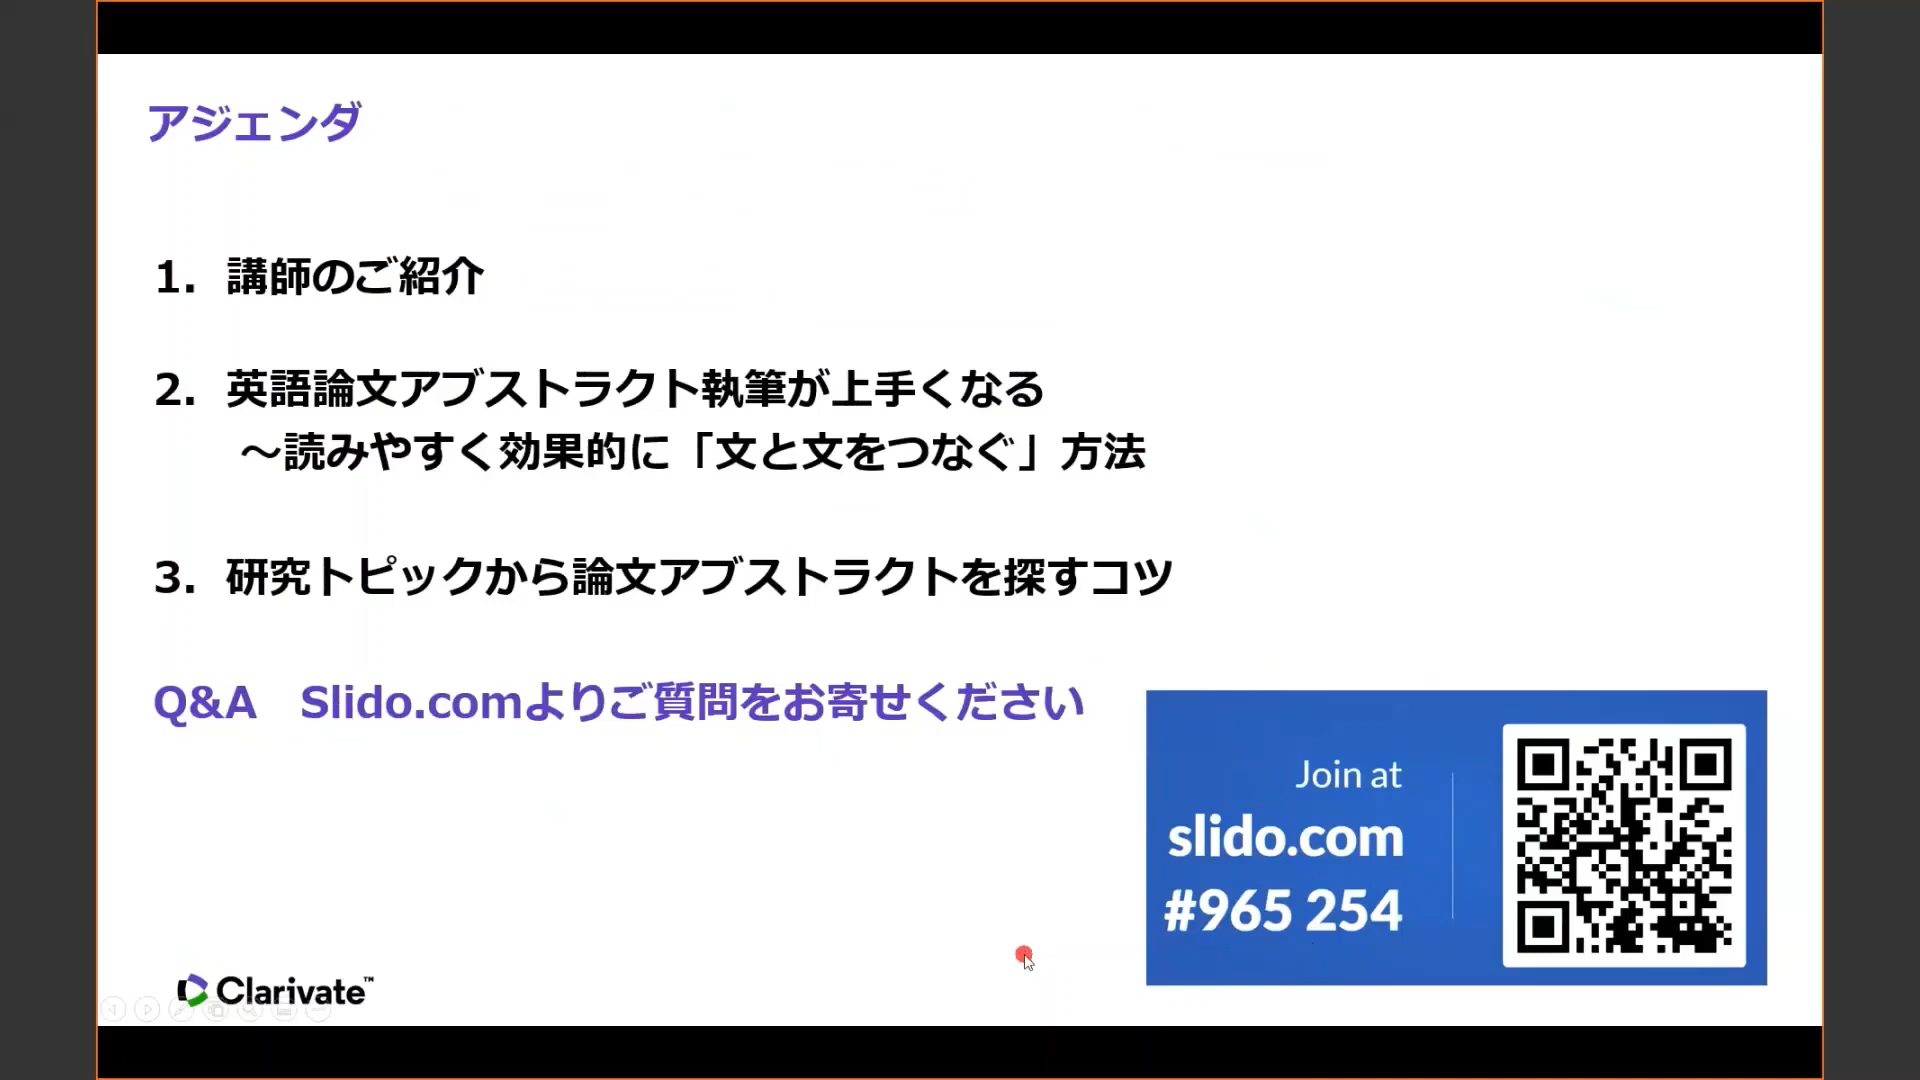 アジェンダ
1. 講師のご紹介
2. 英語論文アブストラクト執筆が上手くなる
～読みやすく効果的に「文と文をつなぐ」方法
3. 研究トピックから論文アブストラクトを探すコツ
Q&A　Slido.comよりご質問をお寄せください
Join at
slido.com
#965 254
Clarivate™